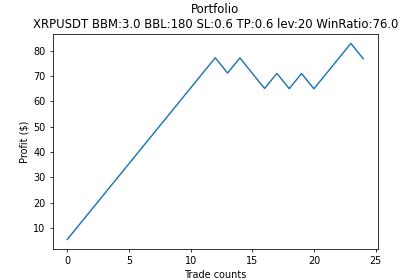 Portfolio
XRPUSDT BBM:3.0 BBL:180 SL:0.6 TP:0.6 lev:20 WinRatio:76.0
80
70
60
50
40
30
20
10
Profit ($)
0 5 10 15 20 25
Trade counts